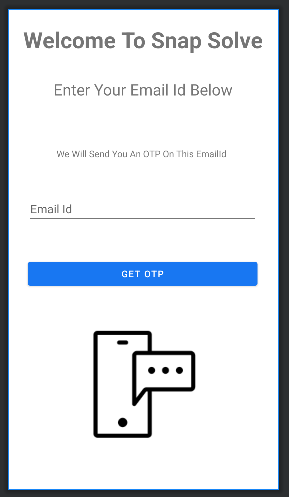 Welcome To Snap Solve
Enter Your Email Id Below
We Will Send You An OTP On This EmailId
Email Id
GET OTP